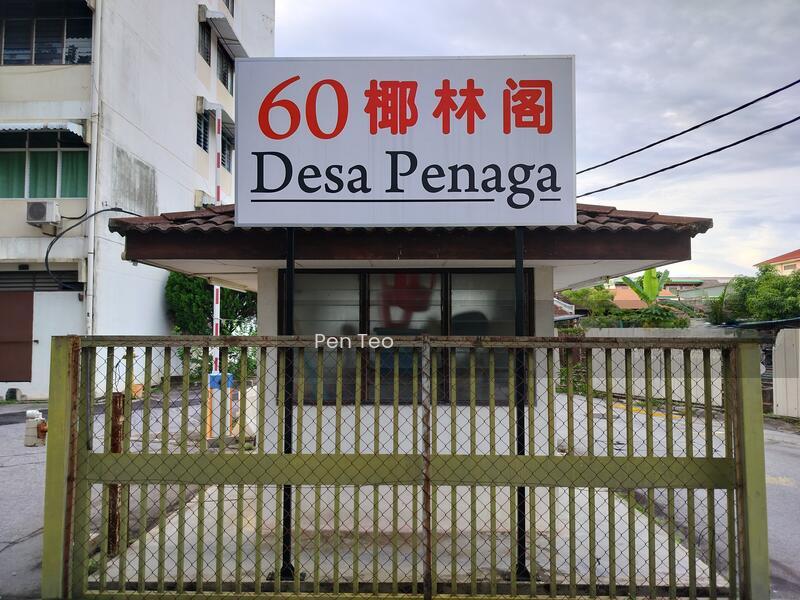 60 椰林阁
Desa Penaga
Pen Teo